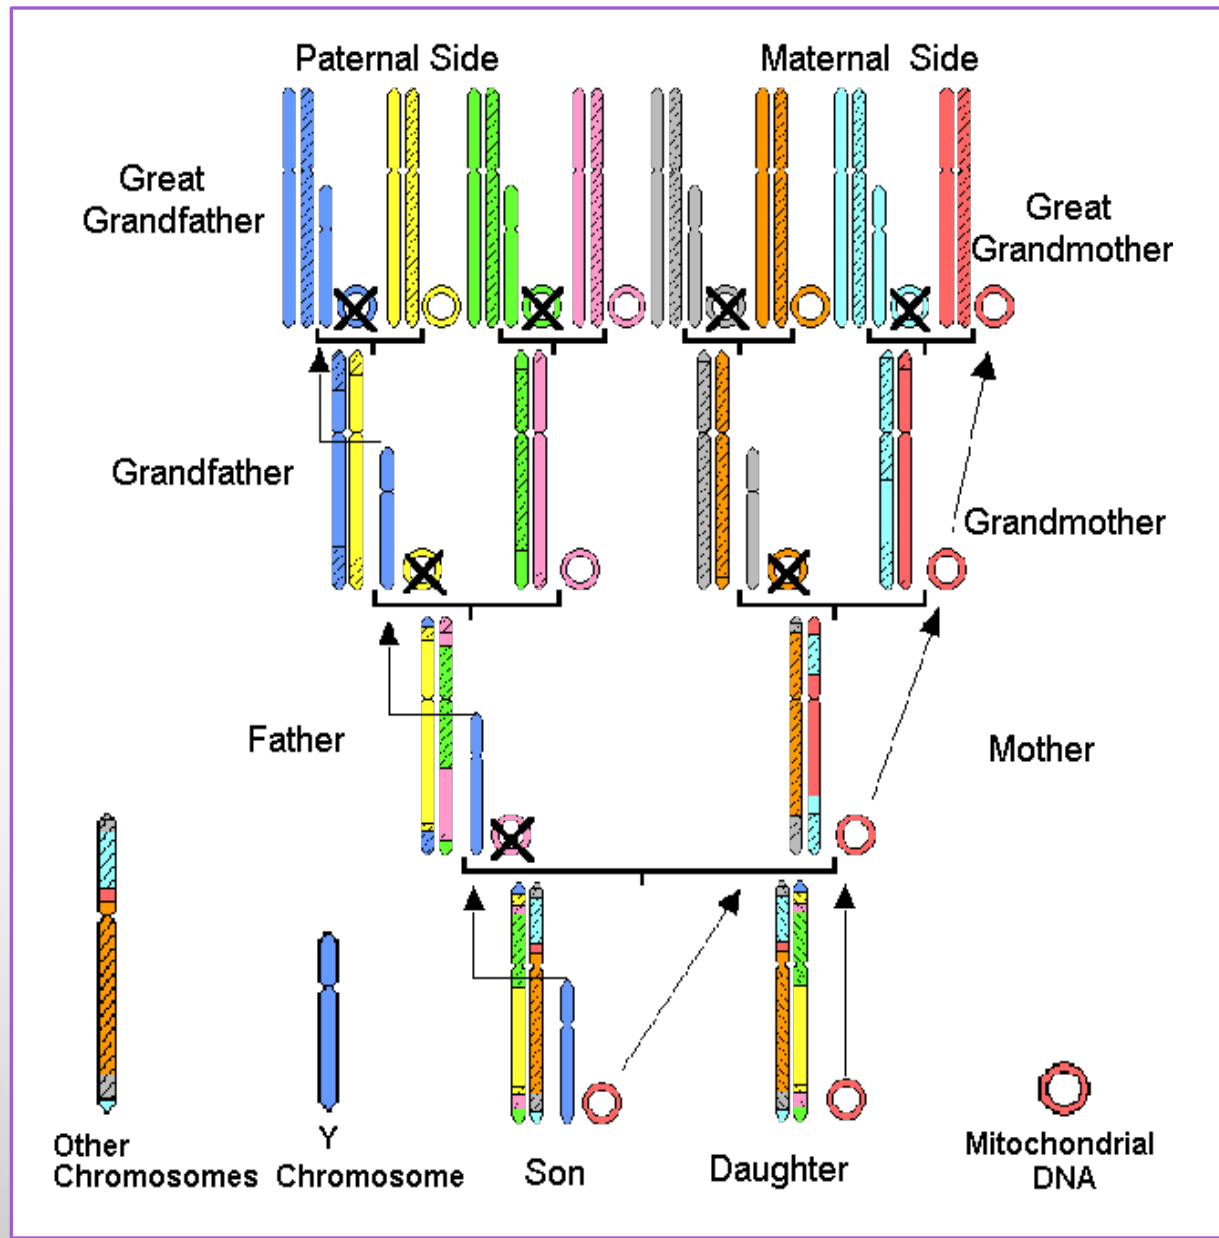 Paternal Side
Maternal Side
Great
Grandfather
Great
Grandmother
Grandfather
Grandmother
Father
Mother
Other
Chromosomes
Y
Chromosome
Son
Daughter
Mitochondrial
DNA